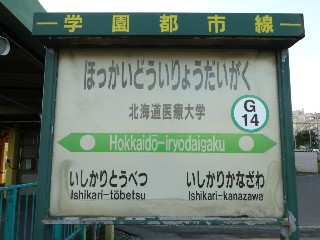 学園都市線
ほっかいどういりょうだいがく
北海道医療大学
G
14
Hokkaidō-iryodaigaku
いしかりとうべつ
いしかりかなざわ
Ishikari-tōbetsu
Ishikari-kanazawa